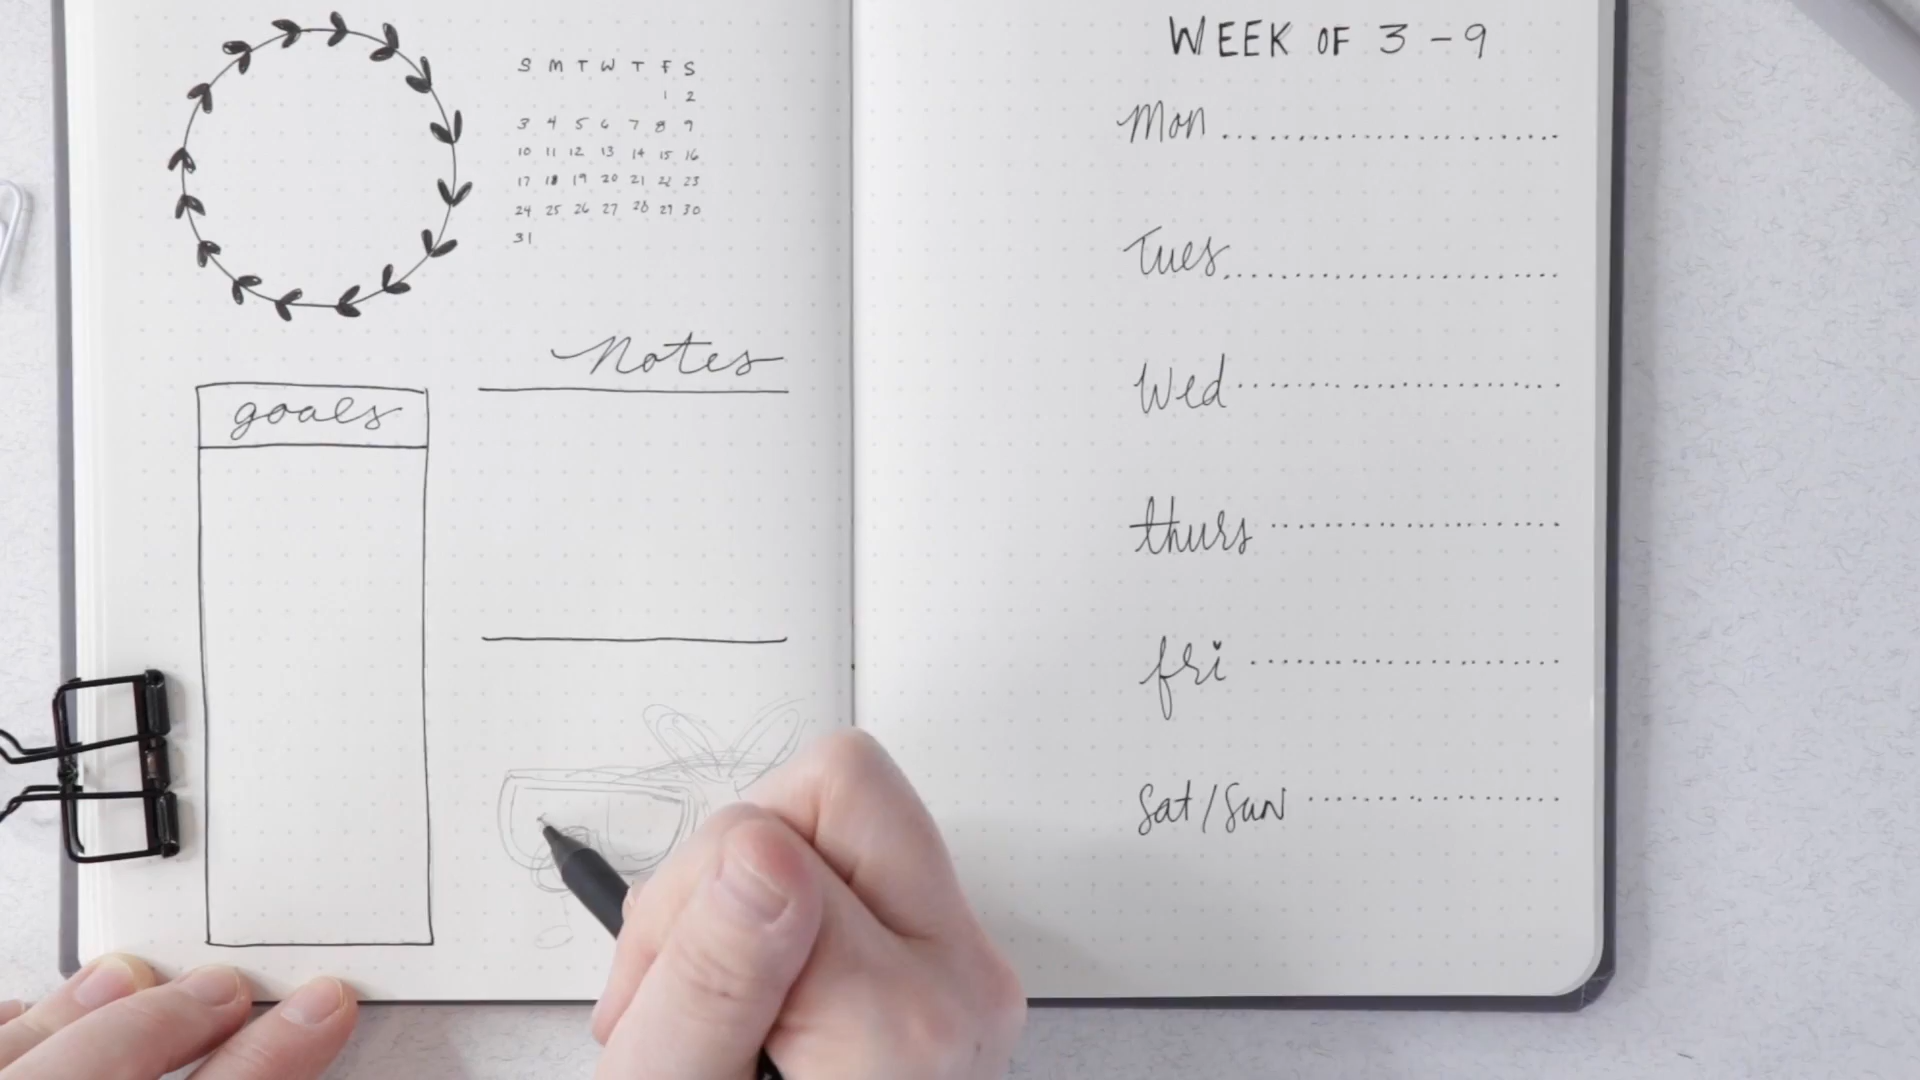 S M T W T F S
1 2
3 4 5 6 7 8 9
10 11 12 13 14 15 16
17 18 19 20 21 22 23
24 25 26 27 28 29 30
31
Notes
goals
WEEK OF 3 - 9
Mon
Tues
Wed
thurs
fri
Sat/Sun